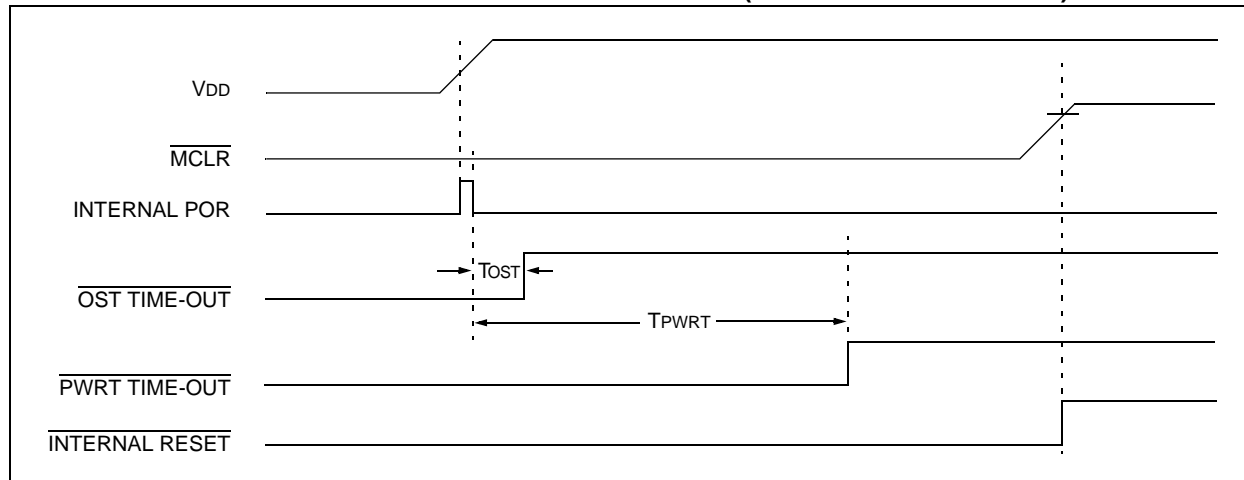 VDD
MCLR
INTERNAL POR
TOST
OST TIME-OUT
TPWRT
PWRT TIME-OUT
INTERNAL RESET